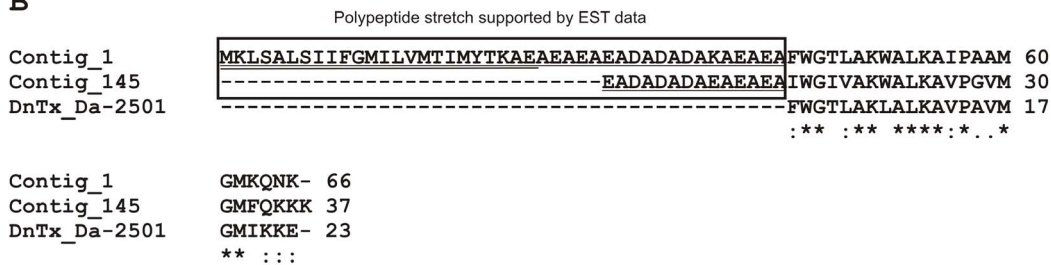 B
Polypeptide stretch supported by EST data
Contig_1 MKLSALSIIFGMILVMTIMYTKAEAEAEAEADADADAKAEAEAFWGTLAKWALKAIPAAM 60
Contig_145 -----------------------------EADADADAEAEAEAIWGIVAKWALKAVPGVM 30
DnTx_Da-2501 -------------------------------------------FWGTLAKLALKAVPAVM 17
:** :** ****:*..*
Contig_1 GMKQNK- 66
Contig_145 GMFQKKK 37
DnTx_Da-2501 GMIKKE- 23
** :::